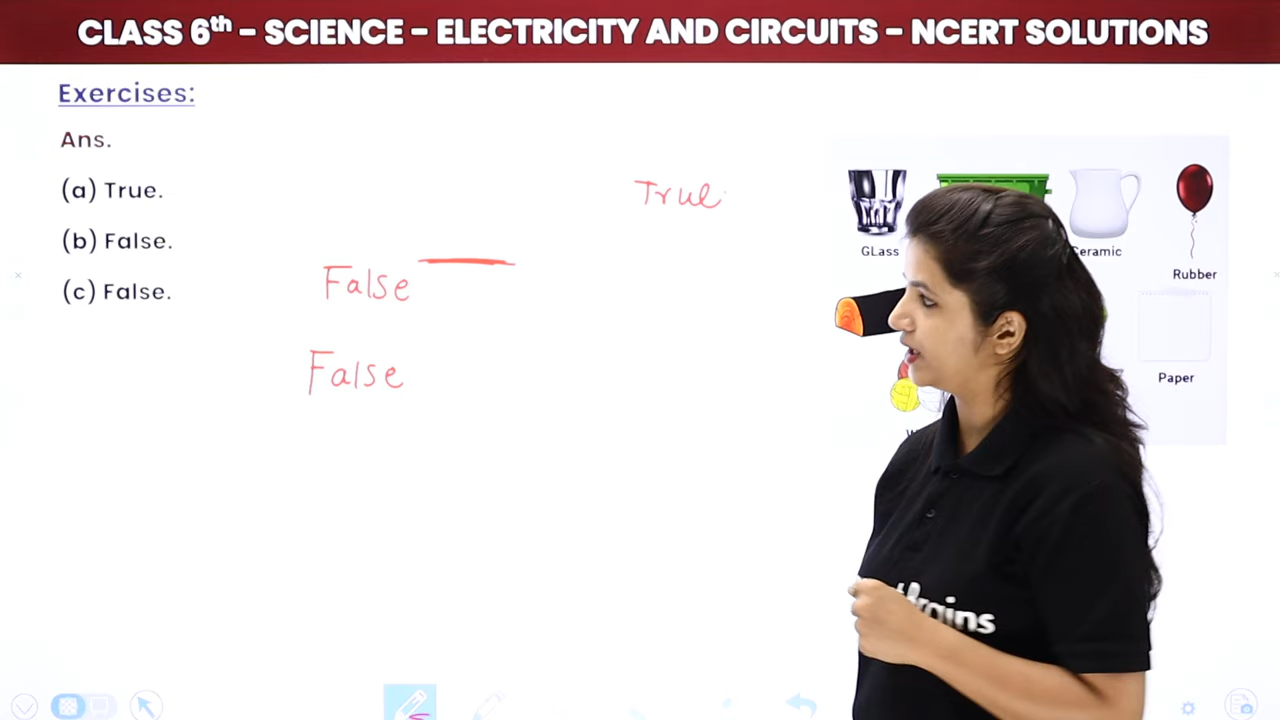 CLASS 6th – SCIENCE – ELECTRICITY AND CIRCUITS – NCERT SOLUTIONS
Exercises:
Ans.
(a) True.
True
(b) False.
False
(c) False.
False
GLass
Ceramic
Rubber
Paper